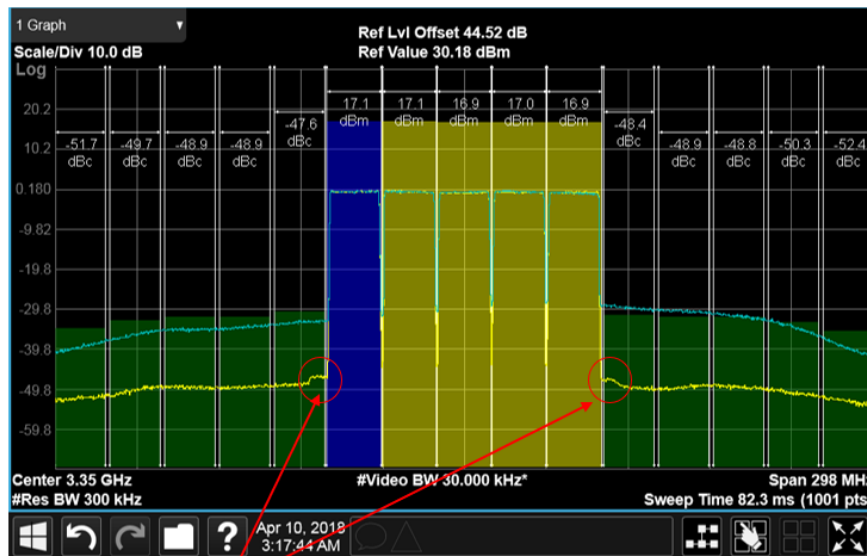 1 Graph
Ref Lvl Offset 44.52 dB
Scale/Div 10.0 dB
Ref Value 30.18 dBm
Log
17.1 17.1 16.9 17.0 16.9
dBm dBm dBm dBm dBm
20.2
-47.6 -48.4
dBc dBc
-51.7 -49.7 -48.9 -48.9 -48.9 -48.8 -50.3 -52.4
dBc dBc dBc dBc dBc dBc dBc dBc
10.2
0.180
-9.82
-19.8
-29.8
-39.8
-49.8
-59.8
Center 3.35 GHz #Video BW 30.000 kHz* Span 298 MHz
#Res BW 300 kHz Sweep Time 82.3 ms (1001 pts
?
Apr 10, 2018
3:17:44 AM